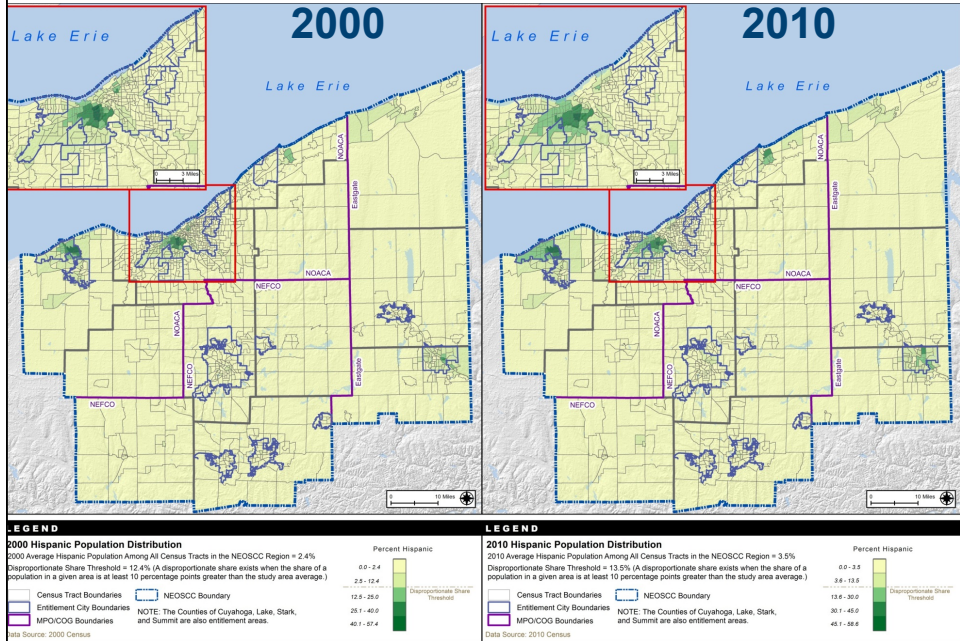 2000
Lake Erie
Lake Erie
0 3 Miles
NOACA
Eastgate
NOACA
NEFCO
NOACA
NEFCO
Eastgate
NEFCO
0 10 Miles
LEGEND
2000 Hispanic Population Distribution
2000 Average Hispanic Population Among All Census Tracts in the NEOSCC Region = 2.4%
Disproportionate Share Threshold = 12.4% (A disproportionate share exists when the share of a
population in a given area is at least 10 percentage points greater than the study area average.)
Census Tract Boundaries
Entitlement City Boundaries
MPO/COG Boundaries
NEOSCC Boundary
NOTE: The Counties of Cuyahoga, Lake, Stark,
and Summit are also entitlement areas.
Data Source: 2000 Census
Percent Hispanic
0.0 - 2.4
2.5 - 12.4
Disproportionate Share
Threshold
12.5 - 25.0
25.1 - 40.0
40.1 - 57.4
2010
Lake Erie
Lake Erie
0 3 Miles
NOACA
Eastgate
NOACA
NEFCO
NOACA
NEFCO
Eastgate
NEFCO
0 10 Miles
LEGEND
2010 Hispanic Population Distribution
2010 Average Hispanic Population Among All Census Tracts in the NEOSCC Region = 3.5%
Disproportionate Share Threshold = 13.5% (A disproportionate share exists when the share of a
population in a given area is at least 10 percentage points greater than the study area average.)
Census Tract Boundaries
Entitlement City Boundaries
MPO/COG Boundaries
NEOSCC Boundary
NOTE: The Counties of Cuyahoga, Lake, Stark,
and Summit are also entitlement areas.
Data Source: 2010 Census
Percent Hispanic
0.0 - 3.5
3.6 - 13.5
Disproportionate Share
Threshold
13.6 - 30.0
30.1 - 45.0
45.1 - 56.6